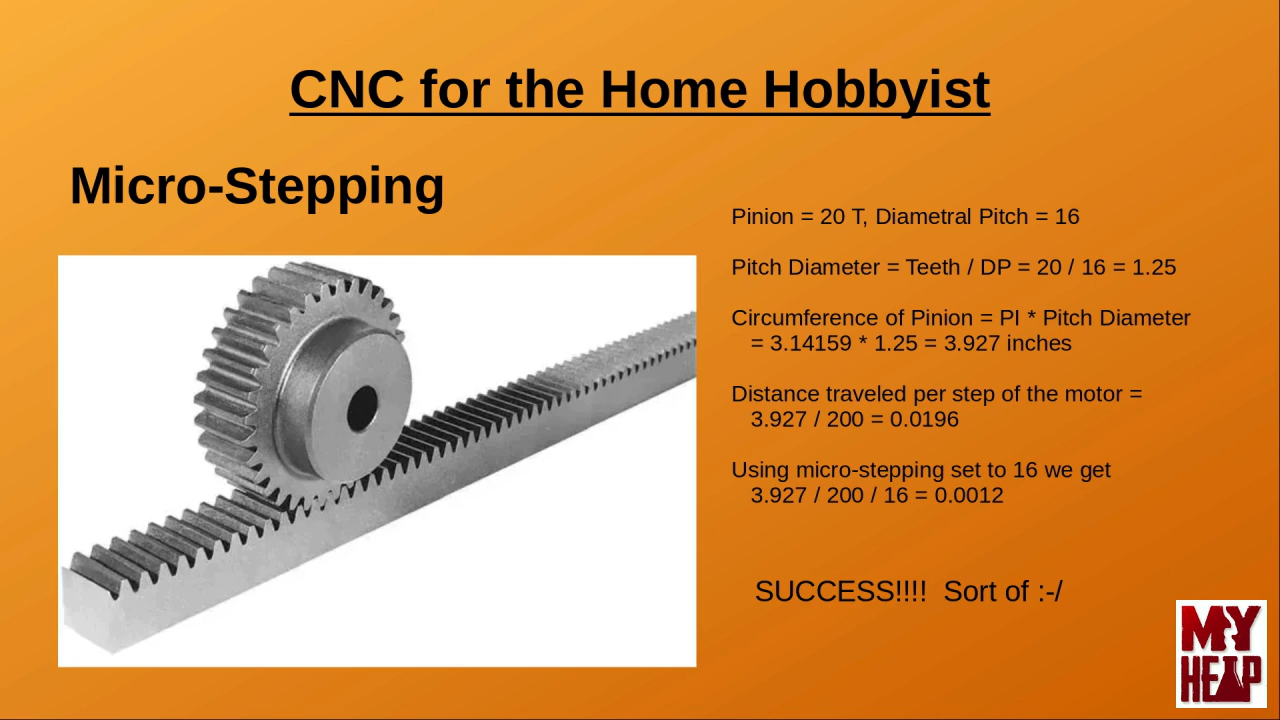 CNC for the Home Hobbyist
Micro-Stepping
Pinion = 20 T, Diametral Pitch = 16
Pitch Diameter = Teeth / DP = 20 / 16 = 1.25
Circumference of Pinion = PI * Pitch Diameter
= 3.14159 * 1.25 = 3.927 inches
Distance traveled per step of the motor =
3.927 / 200 = 0.0196
Using micro-stepping set to 16 we get
3.927 / 200 / 16 = 0.0012
SUCCESS!!!!  Sort of :-/
MY
HEAP